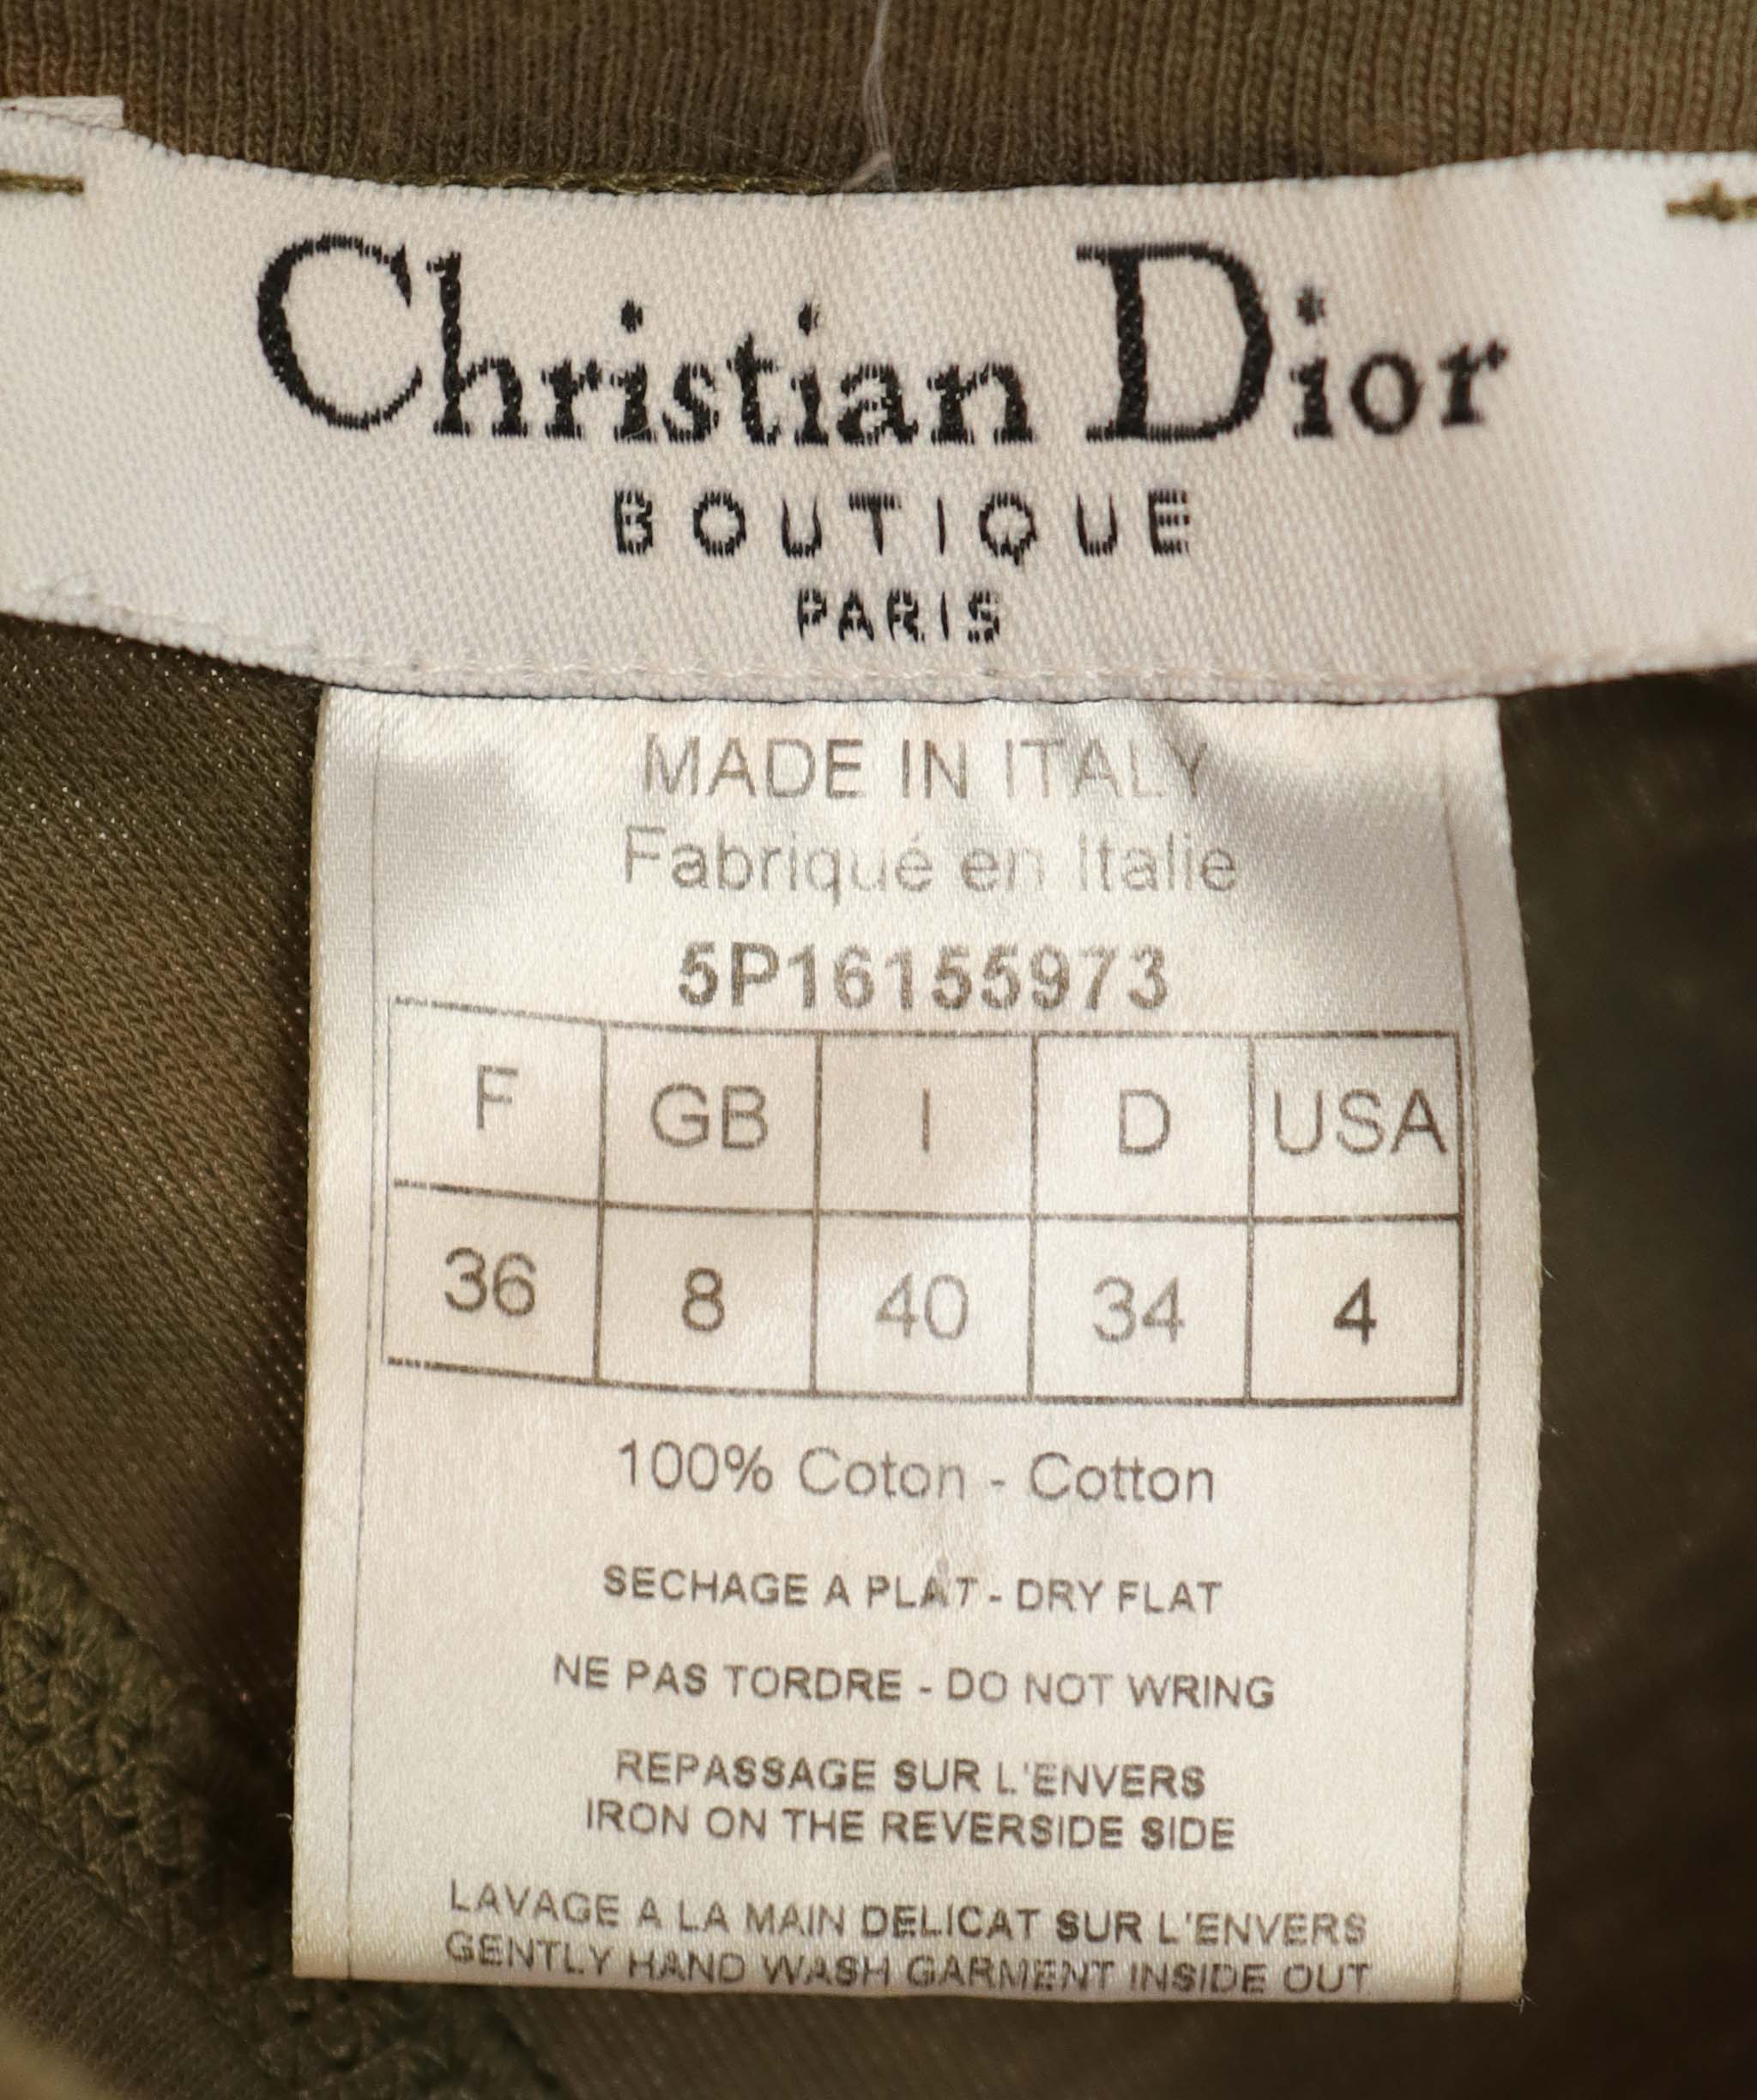 Christian Dior
BOUTIQUE
PARIS
MADE IN ITALY
Fabriqué en Italie
5P16155973
F GB I D USA
36 8 40 34 4
100% Coton - Cotton
SECHAGE A PLAT - DRY FLAT
NE PAS TORDRE - DO NOT WRING
REPASSAGE SUR L'ENVERS
IRON ON THE REVERSIDE SIDE
LAVAGE A LA MAIN DELICAT SUR L'ENVERS
GENTLY HAND WASH GARMENT INSIDE OUT